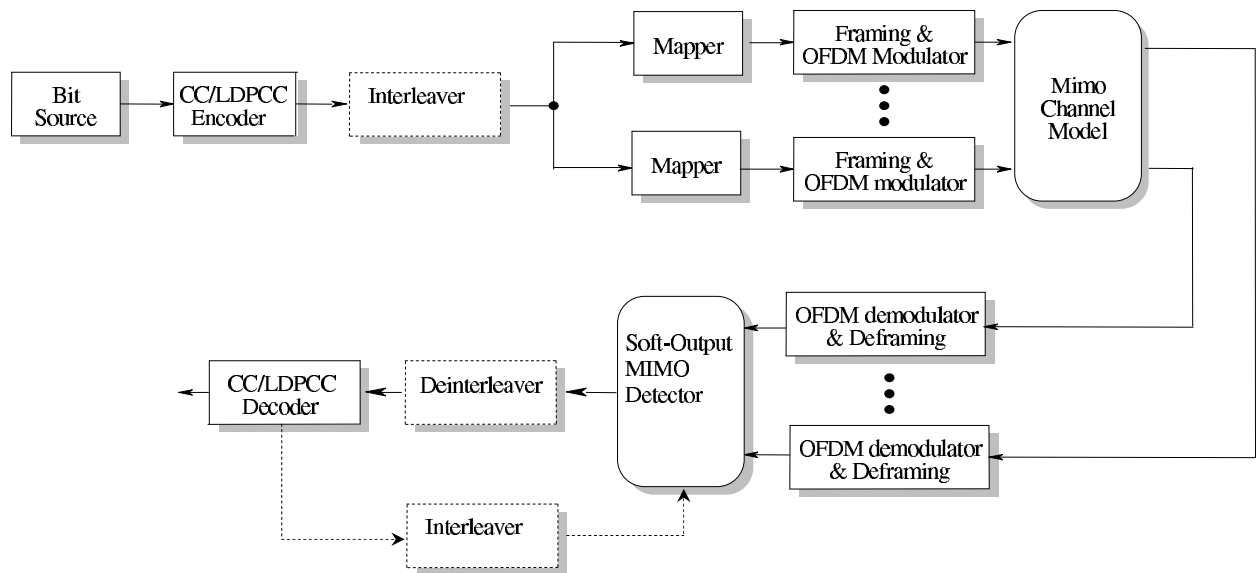 Bit
Source
CC/LDPCC
Encoder
Interleaver
Mapper
Framing &
OFDM Modulator
Mapper
Framing &
OFDM modulator
Mimo
Channel
Model
OFDM demodulator
& Deframing
OFDM demodulator
& Deframing
Soft-Output
MIMO
Detector
Deinterleaver
CC/LDPCC
Decoder
Interleaver